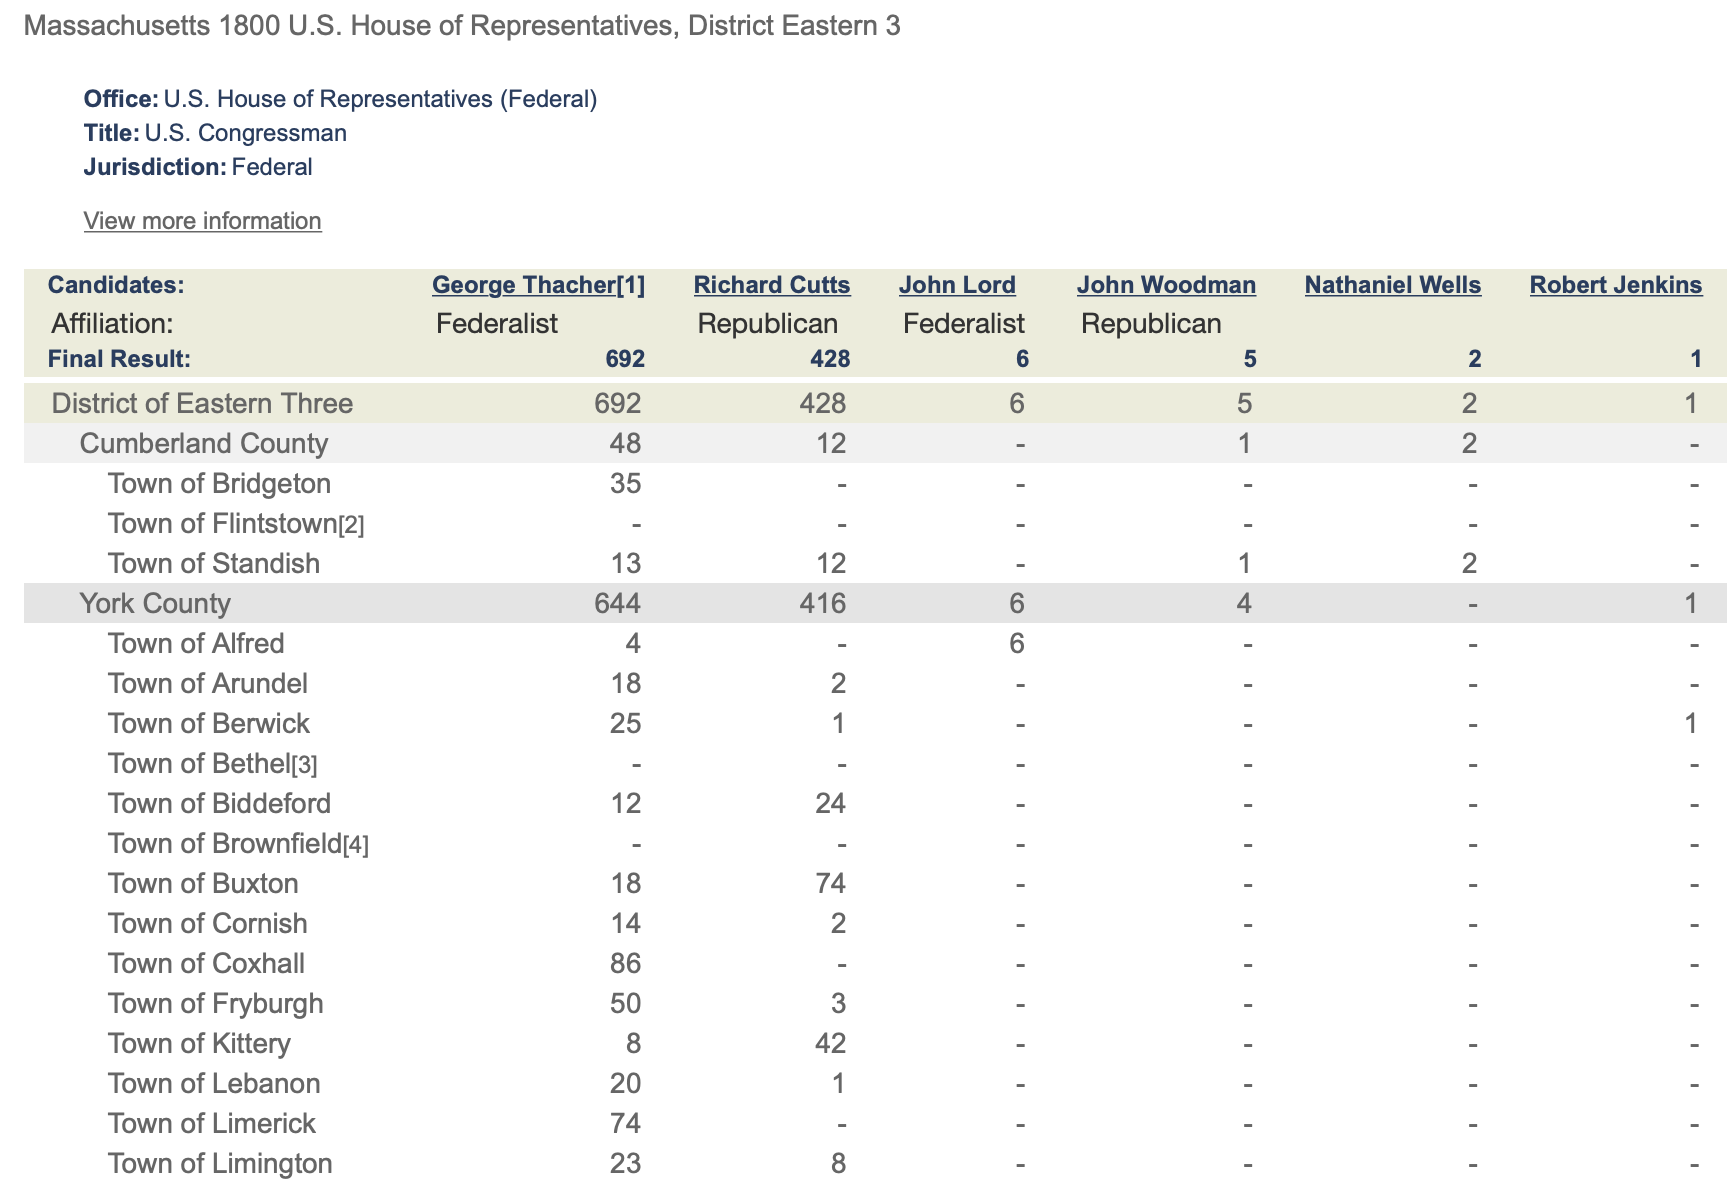 Massachusetts 1800 U.S. House of Representatives, District Eastern 3
Office: U.S. House of Representatives (Federal)
Title: U.S. Congressman
Jurisdiction: Federal
View more information
Candidates: George Thacher[1] Richard Cutts John Lord John Woodman Nathaniel Wells Robert Jenkins
Affiliation: Federalist Republican Federalist Republican
Final Result: 692 428 6 5 2 1
District of Eastern Three 692 428 6 5 2 1
Cumberland County 48 12 - 1 2 -
Town of Bridgeton 35 - - - - -
Town of Flintstown[2] - - - - - -
Town of Standish 13 12 - 1 2 -
York County 644 416 6 4 - 1
Town of Alfred 4 - 6 - - -
Town of Arundel 18 2 - - - -
Town of Berwick 25 1 - - - 1
Town of Bethel[3] - - - - - -
Town of Biddeford 12 24 - - - -
Town of Brownfield[4] - - - - - -
Town of Buxton 18 74 - - - -
Town of Cornish 14 2 - - - -
Town of Coxhall 86 - - - - -
Town of Fryburgh 50 3 - - - -
Town of Kittery 8 42 - - - -
Town of Lebanon 20 1 - - - -
Town of Limerick 74 - - - - -
Town of Limington 23 8 - - - -